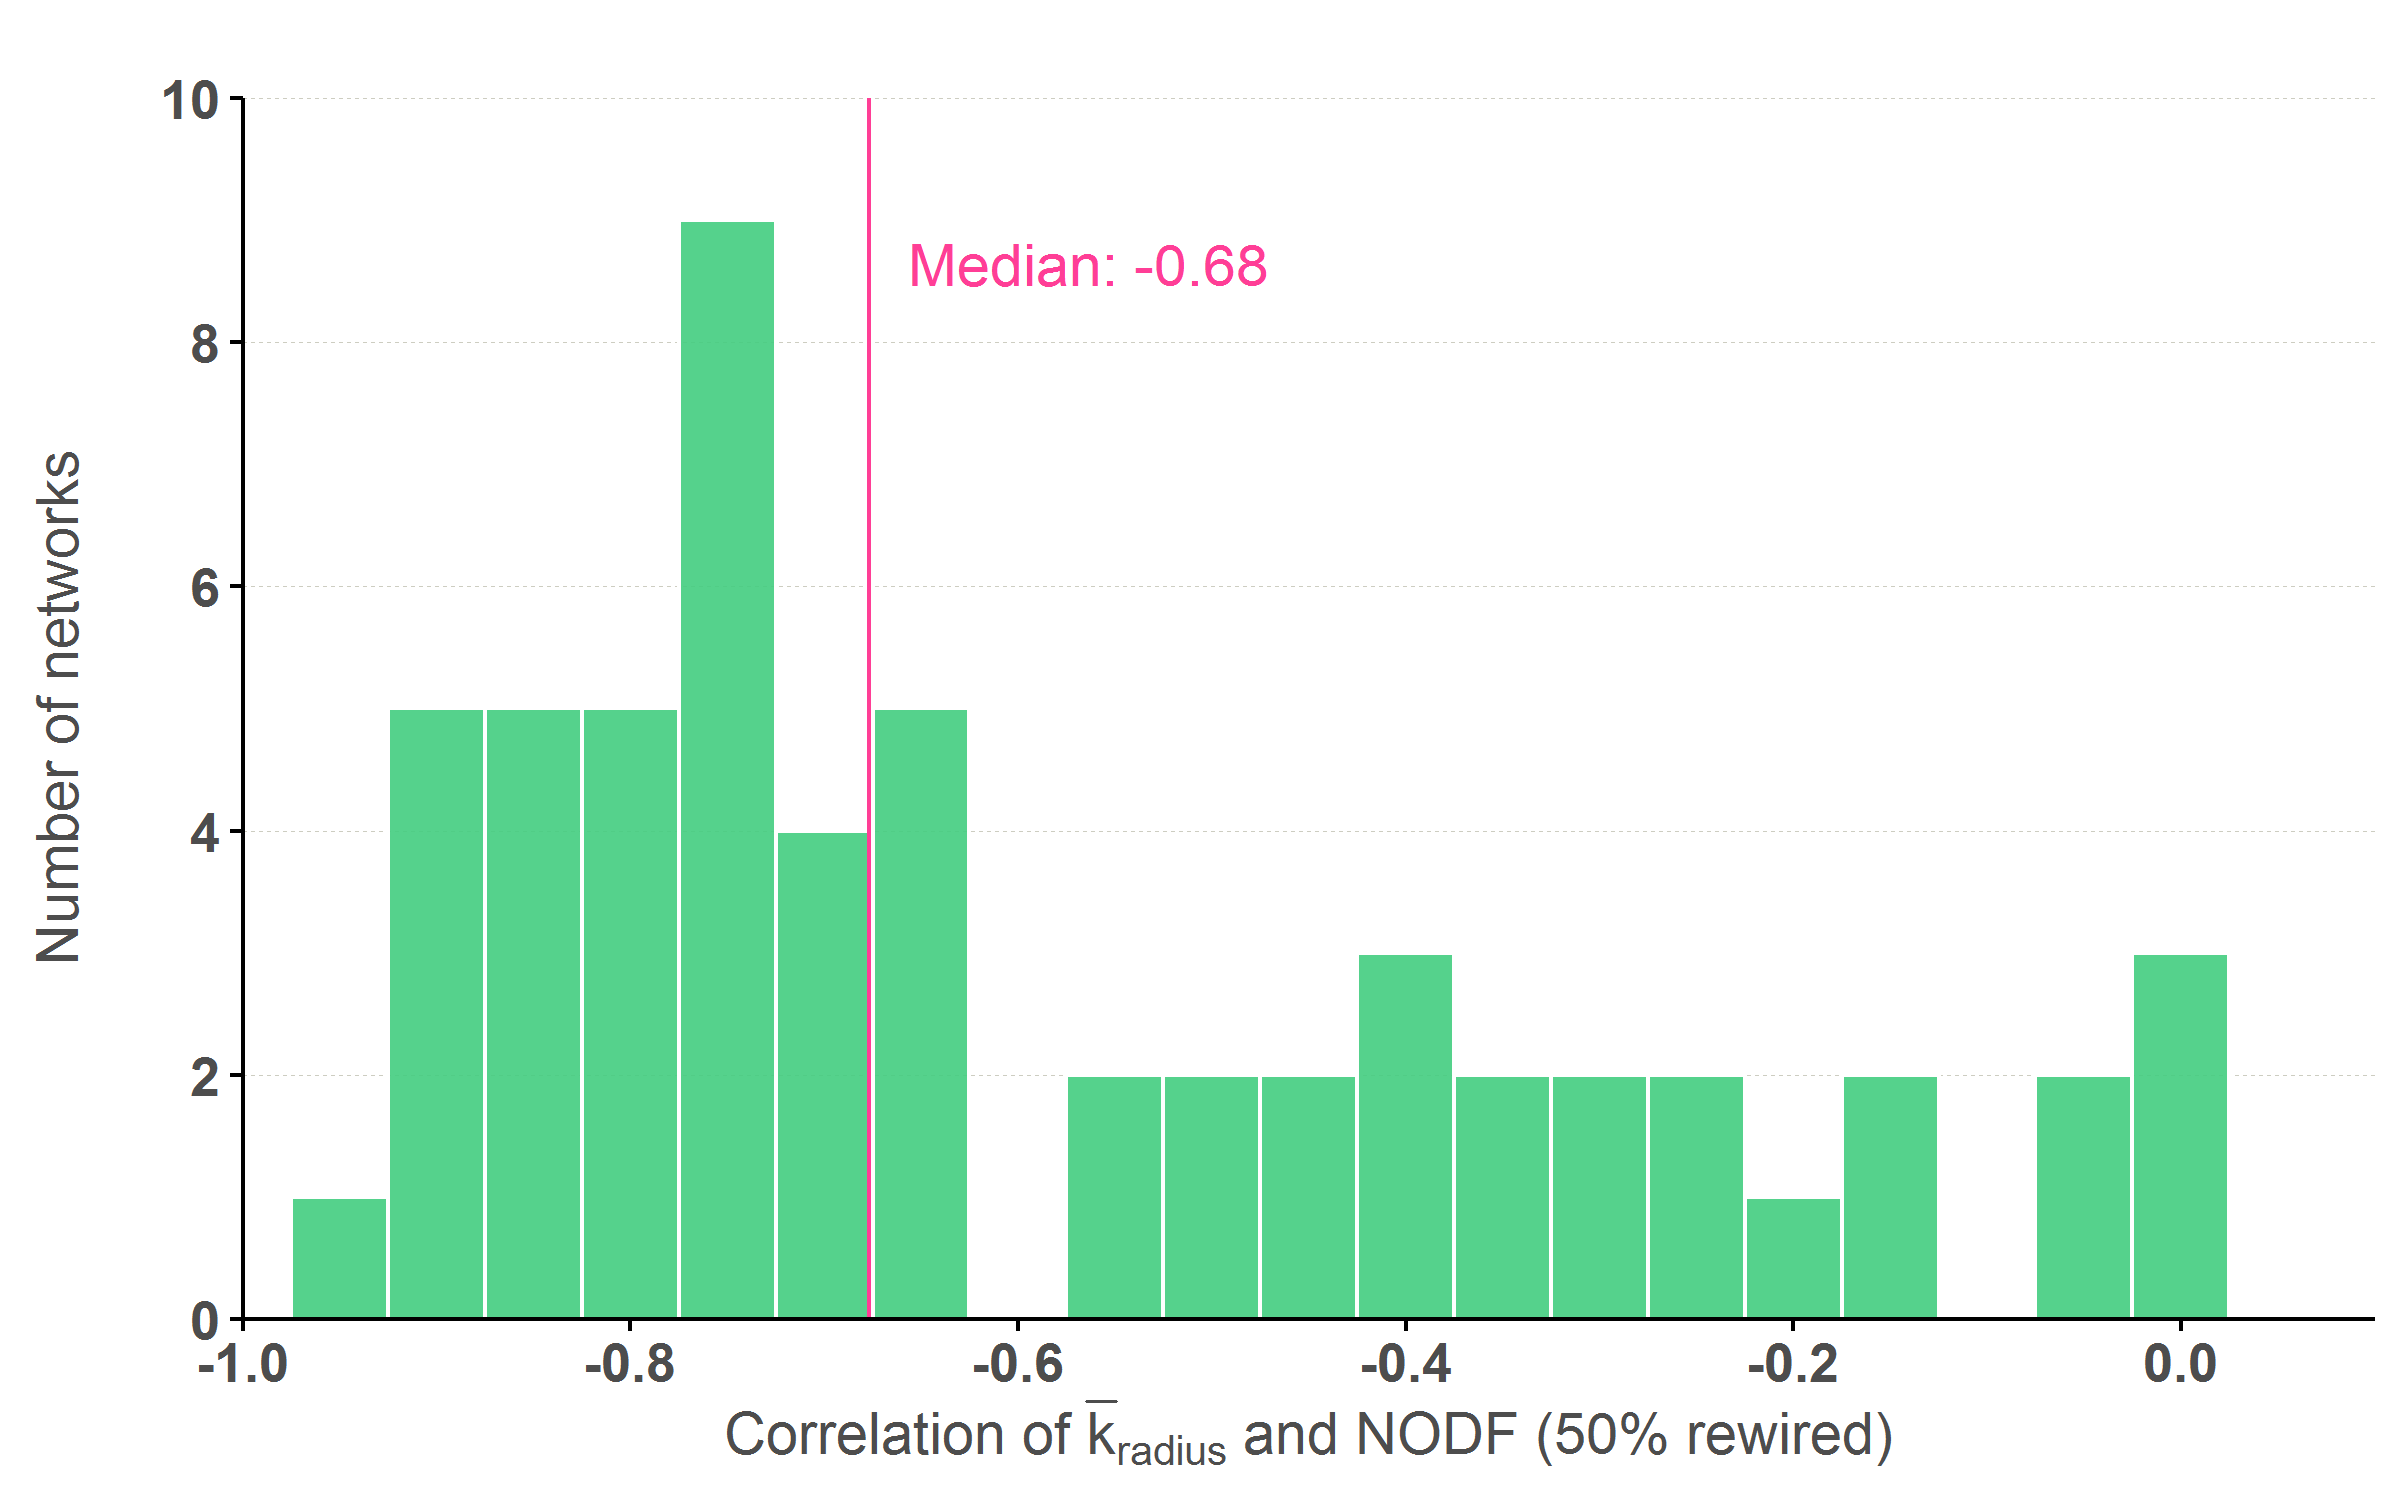 10
8
6
4
2
0
Number of networks
Median: -0.68
-1.0 -0.8 -0.6 -0.4 -0.2 0.0
Correlation of k̅radius and NODF (50% rewired)